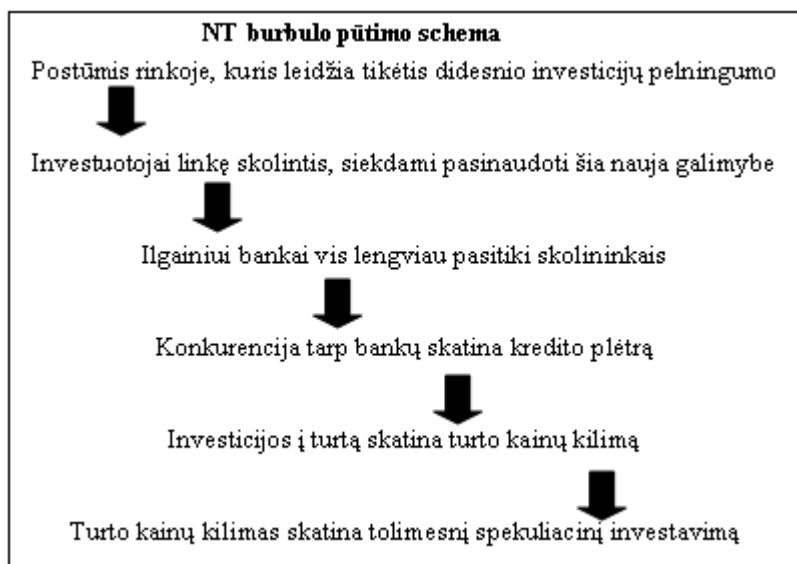 NT burbulo pūtimo schema
Postūmis rinkoje, kuris leidžia tikėtis didesnio investicijų pelningumo
Investuotojai linkę skolintis, siekdami pasinaudoti šia nauja galimybe
Ilgainiui bankai vis lengviau pasitiki skolininkais
Konkurencija tarp bankų skatina kredito plėtrą
Investicijos į turtą skatina turto kainų kilimą
Turto kainų kilimas skatina tolimesnį spekuliacinį investavimą